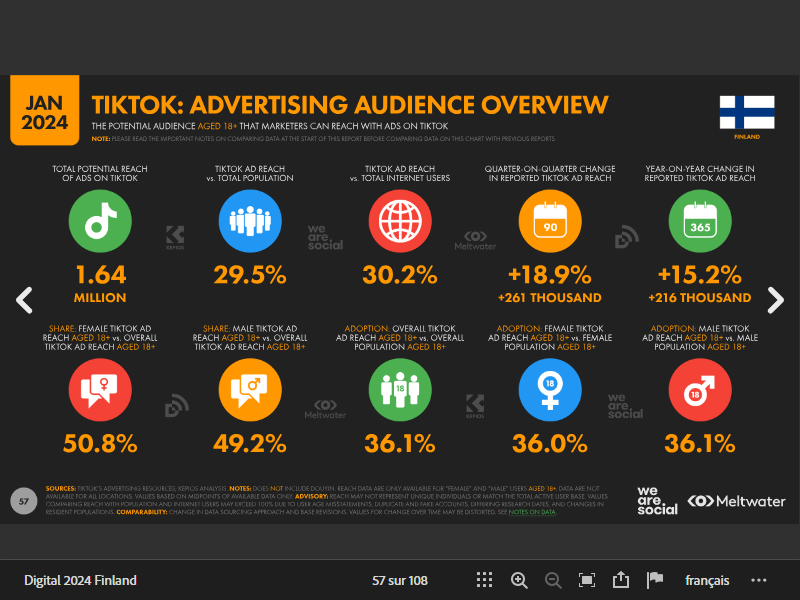 JAN
2024
TIKTOK: ADVERTISING AUDIENCE OVERVIEW
THE POTENTIAL AUDIENCE AGED 18+ THAT MARKETERS CAN REACH WITH ADS ON TIKTOK
NOTE: PLEASE READ THE IMPORTANT NOTES ON COMPARING DATA AT THE START OF THIS REPORT BEFORE COMPARING DATA ON THIS CHART WITH PREVIOUS REPORTS
FINLAND
TOTAL POTENTIAL REACH
OF ADS ON TIKTOK
1.64
MILLION
TIKTOK AD REACH
vs. TOTAL POPULATION
29.5%
TIKTOK AD REACH
vs. TOTAL INTERNET USERS
30.2%
QUARTER-ON-QUARTER CHANGE
IN REPORTED TIKTOK AD REACH
90
+18.9%
+261 THOUSAND
YEAR-ON-YEAR CHANGE IN
REPORTED TIKTOK AD REACH
365
+15.2%
+216 THOUSAND
KEPIOS
we
are
social
Meltwater
SHARE: FEMALE TIKTOK AD
REACH AGED 18+ vs. OVERALL
TIKTOK AD REACH AGED 18+
50.8%
SHARE: MALE TIKTOK AD
REACH AGED 18+ vs. OVERALL
TIKTOK AD REACH AGED 18+
49.2%
ADOPTION: OVERALL TIKTOK
AD REACH AGED 18+ vs. OVERALL
POPULATION AGED 18+
18
36.1%
ADOPTION: FEMALE TIKTOK
AD REACH AGED 18+ vs. FEMALE
POPULATION AGED 18+
18
36.0%
ADOPTION: MALE TIKTOK
AD REACH AGED 18+ vs. MALE
POPULATION AGED 18+
18
36.1%
Meltwater
KEPIOS
we
are
social
57
SOURCES: TIKTOK'S ADVERTISING RESOURCES; KEPIOS ANALYSIS. NOTES: DOES NOT INCLUDE DOUYIN. REACH DATA ARE ONLY AVAILABLE FOR "FEMALE" AND "MALE" USERS AGED 18+. DATA ARE NOT
AVAILABLE FOR ALL LOCATIONS. VALUES BASED ON MIDPOINTS OF AVAILABLE DATA ONLY. ADVISORY: REACH MAY NOT REPRESENT UNIQUE INDIVIDUALS OR MATCH THE TOTAL ACTIVE USER BASE. VALUES
COMPARING REACH WITH POPULATION AND INTERNET USERS MAY EXCEED 100% DUE TO USER AGE MISSTATEMENTS, DUPLICATE AND FAKE ACCOUNTS, DIFFERING RESEARCH DATES, AND CHANGES IN
RESIDENT POPULATIONS. COMPARABILITY: CHANGE IN DATA SOURCING APPROACH AND BASE REVISIONS. VALUES FOR CHANGE OVER TIME MAY BE DISTORTED. SEE NOTES ON DATA.
we
are
social
Meltwater
Digital 2024 Finland
57 sur 108
français